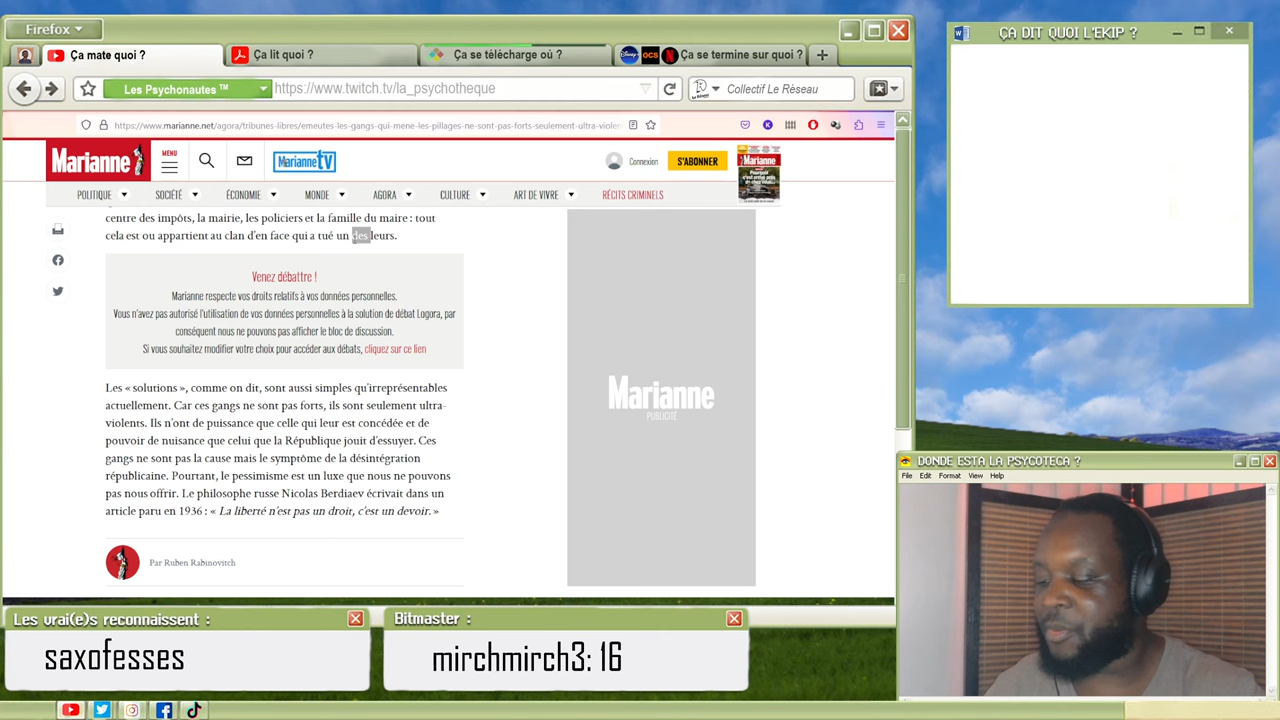 Firefox
ÇA DIT QUOI L'EKIP ?
Ça mate quoi ?
Ça lit quoi ?
Ça se télécharge où ?
Disney+
OCS
N
Ça se termine sur quoi ?
Les Psychonautes™
https://www.twitch.tv/la_psychotheque
Collectif Le Réseau
https://www.marianne.net/agora/tribunes-libres/emeutes-les-gangs-qui-mene-les-pillages-ne-sont-pas-forts-seulement-ultra-violen
Marianne
MENU
MarianneTV
Connexion
S'ABONNER
POLITIQUE
SOCIÉTÉ
ÉCONOMIE
MONDE
AGORA
CULTURE
ART DE VIVRE
RÉCITS CRIMINELS
centre des impôts, la mairie, les policiers et la famille du maire : tout
cela est ou appartient au clan d'en face qui a tué un des leurs.
Venez débattre !
Marianne respecte vos droits relatifs à vos données personnelles.
Vous n'avez pas autorisé l'utilisation de vos données personnelles à la solution de débat Logora, par
conséquent nous ne pouvons pas afficher le bloc de discussion.
Si vous souhaitez modifier votre choix pour accéder aux débats, cliquez sur ce lien
Les « solutions », comme on dit, sont aussi simples qu'irreprésentables
actuellement. Car ces gangs ne sont pas forts, ils sont seulement ultra-
violents. Ils n'ont de puissance que celle qui leur est concédée et de
pouvoir de nuisance que celui que la République jouit d'essuyer. Ces
gangs ne sont pas la cause mais le symptôme de la désintégration
républicaine. Pourtant, le pessimisme est un luxe que nous ne pouvons
pas nous offrir. Le philosophe russe Nicolas Berdiaev écrivait dans un
article paru en 1936 : « La liberté n'est pas un droit, c'est un devoir. »
Par Ruben Rabinovitch
Marianne
PUBLICITÉ
DONDE ESTA LA PSYCOTECA ?
File Edit Format View Help
Les vrai(e)s reconnaissent :
saxofesses
Bitmaster :
mirchmirch3: 16